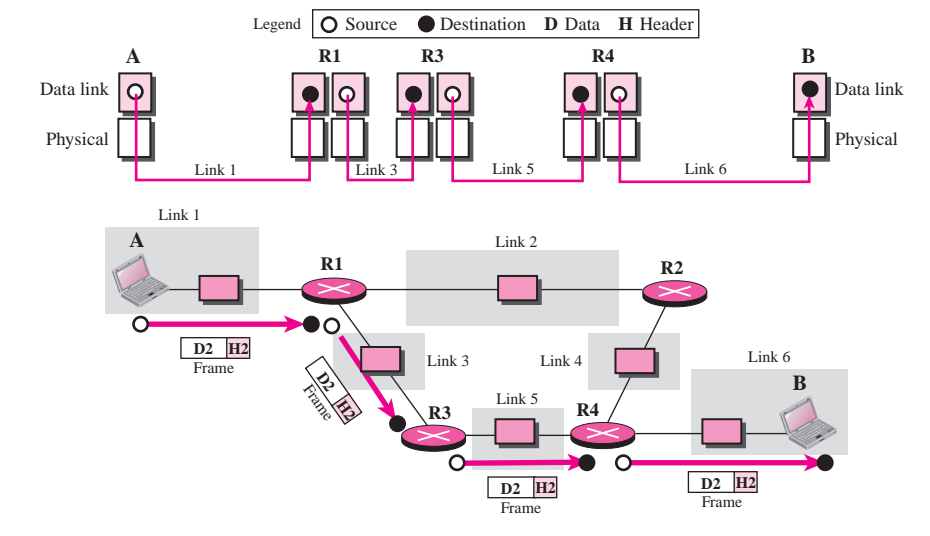 Legend Source Destination D Data H Header
A R1 R3 R4 B
Data link Data link
Physical Physical
Link 1 Link 3 Link 5 Link 6
Link 1
A
Link 2
R1
R2
D2 H2
Frame
Link 3
Link 4
Link 6
D2 H2
Frame
B
R3
Link 5
R4
D2 H2
Frame
D2 H2
Frame